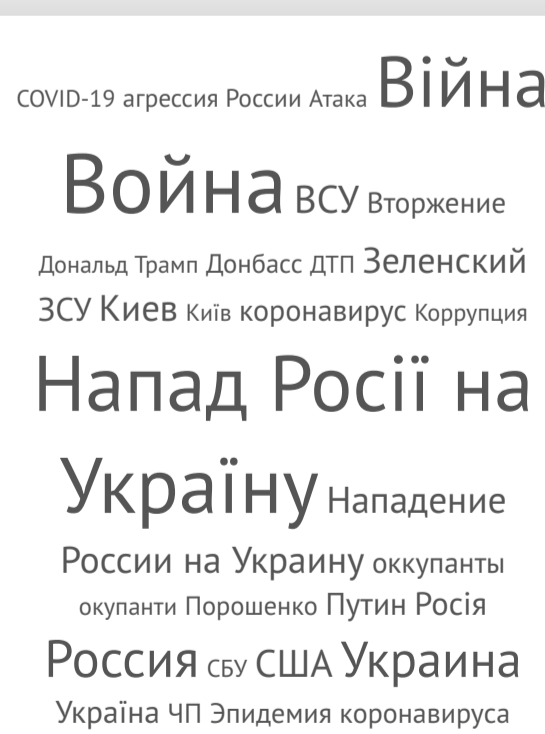 COVID-19 агрессия России Атака Війна
Война ВСУ Вторжение
Дональд Трамп Донбасс ДТП Зеленский
ЗСУ Киев Київ коронавирус Коррупция
Напад Росії на
Україну Нападение
России на Украину оккупанты
окупанти Порошенко Путин Росія
Россия СБУ США Украина
Україна ЧП Эпидемия коронавируса